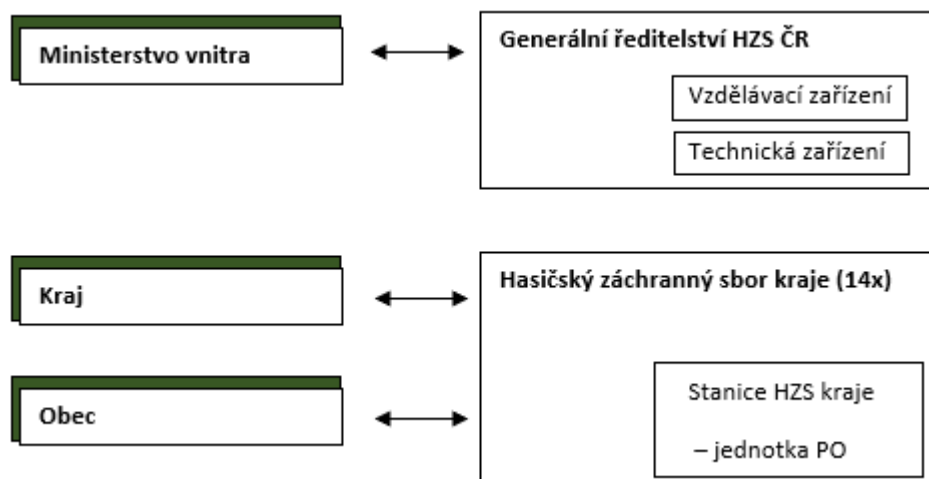 Ministerstvo vnitra
Generální ředitelství HZS ČR
Vzdělávací zařízení
Technická zařízení
Kraj
Hasičský záchranný sbor kraje (14x)
Obec
Stanice HZS kraje
– jednotka PO